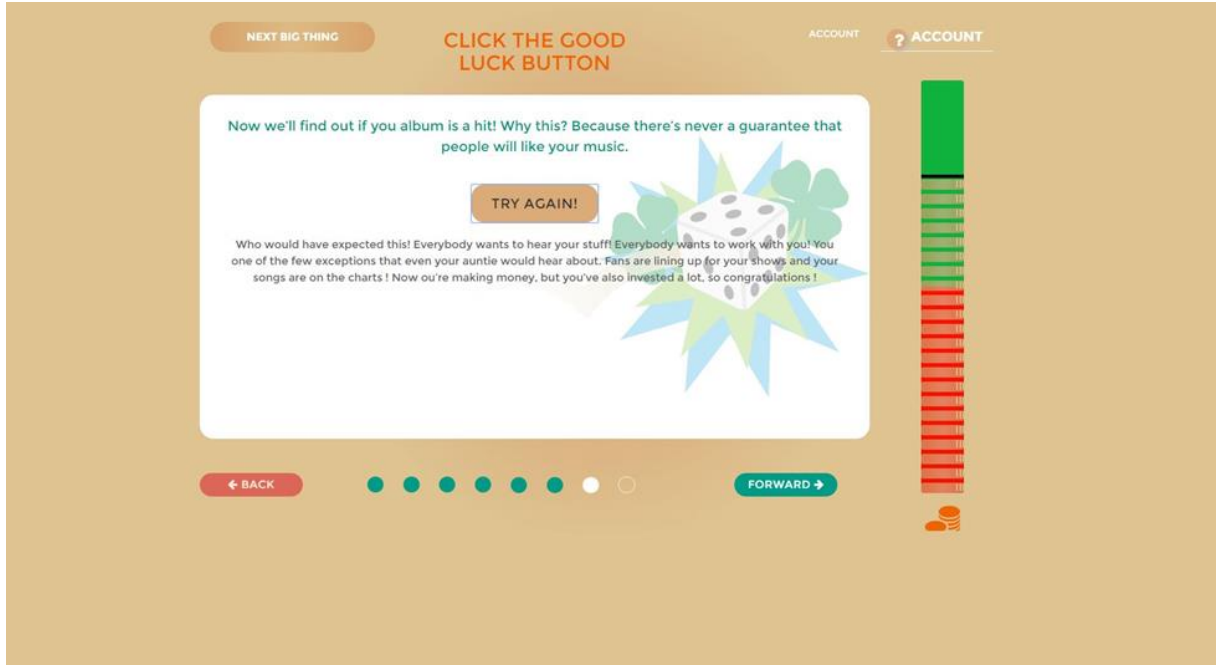 NEXT BIG THING
CLICK THE GOOD
LUCK BUTTON
ACCOUNT
? ACCOUNT
Now we'll find out if you album is a hit! Why this? Because there's never a guarantee that
people will like your music.
TRY AGAIN!
Who would have expected this! Everybody wants to hear your stuff! Everybody wants to work with you! You
one of the few exceptions that even your auntie would hear about. Fans are lining up for your shows and your
songs are on the charts ! Now ou're making money, but you've also invested a lot, so congratulations !
← BACK
FORWARD →